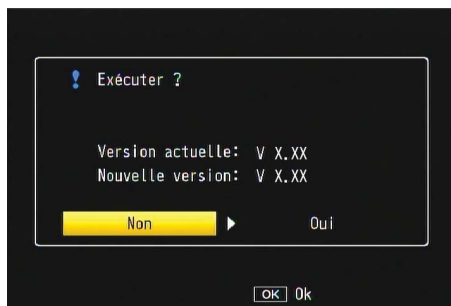 Exécuter ?
Version actuelle: V X.XX
Nouvelle version: V X.XX
Non Oui
OK Ok